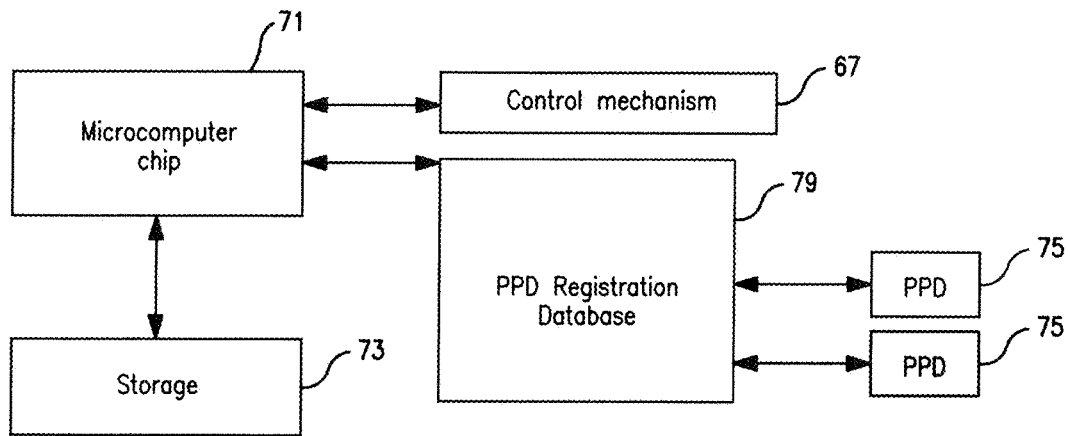 71
67
Control mechanism
Microcomputer
chip
79
75
PPD
PPD Registration
Database
75
PPD
73
Storage